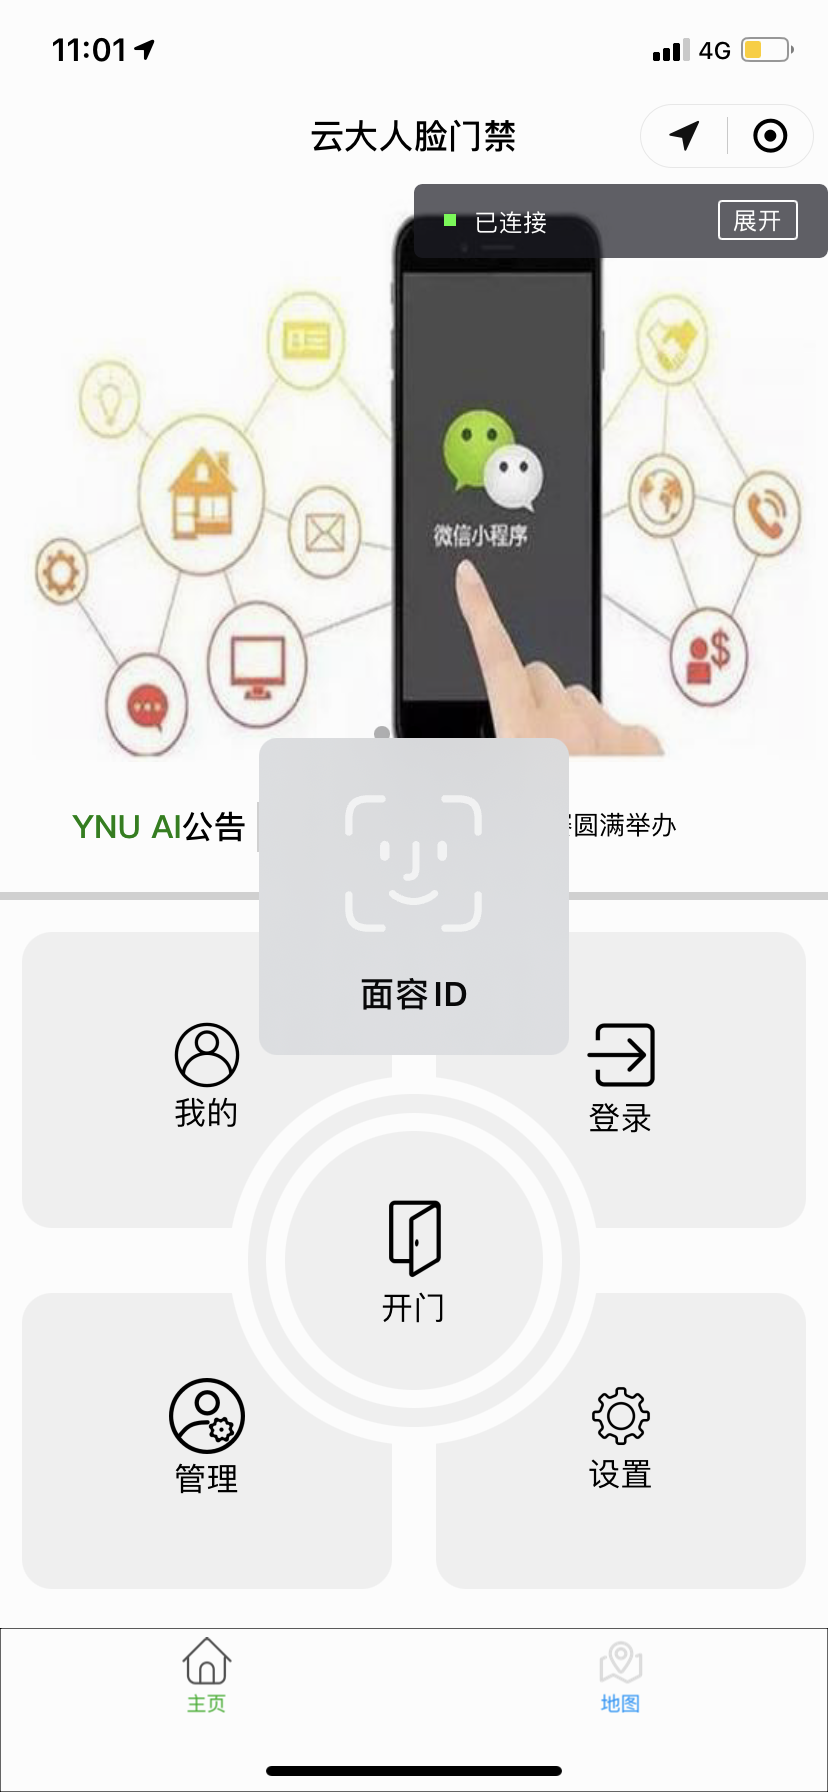 11:01
4G
云大人脸门禁
已连接
展开
微信小程序
YNU AI公告
圆满举办
面容ID
我的
登录
开门
管理
设置
主页
地图